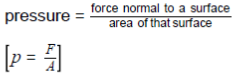 pressure = force normal to a surface / area of that surface
[p = F/A]